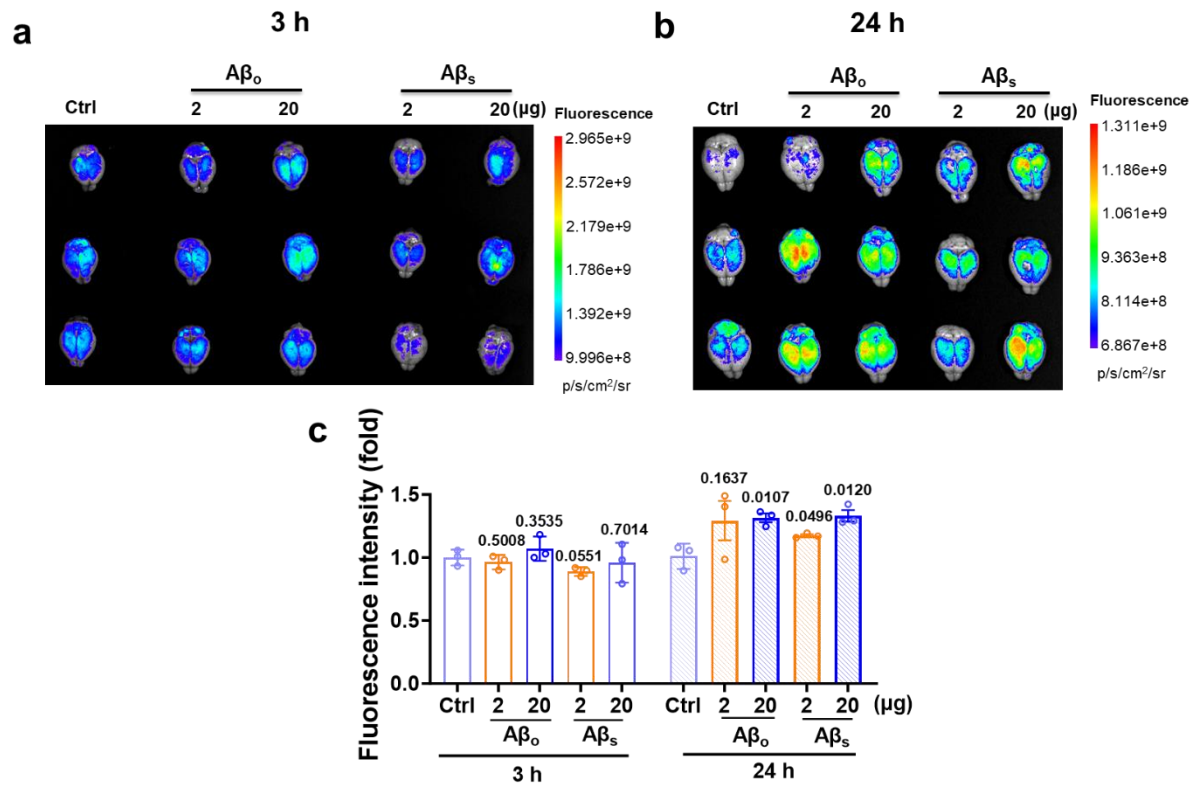 a
3 h
Aβo
Aβs
Ctrl
2
20
2
20
(μg)
Fluorescence
2.965e+9
2.572e+9
2.179e+9
1.786e+9
1.392e+9
9.996e+8
p/s/cm²/sr
b
24 h
Aβo
Aβs
Ctrl
2
20
2
20
(μg)
Fluorescence
1.311e+9
1.186e+9
1.061e+9
9.363e+8
8.114e+8
6.867e+8
p/s/cm²/sr
c
Fluorescence intensity (fold)
1.5
1.0
0.5
0.0
0.5008
0.3535
0.0551
0.7014
0.1637
0.0107
0.0496
0.0120
Ctrl 2 20 2 20 Ctrl 2 20 2 20 (μg)
Aβo Aβs Aβo Aβs
3 h 24 h